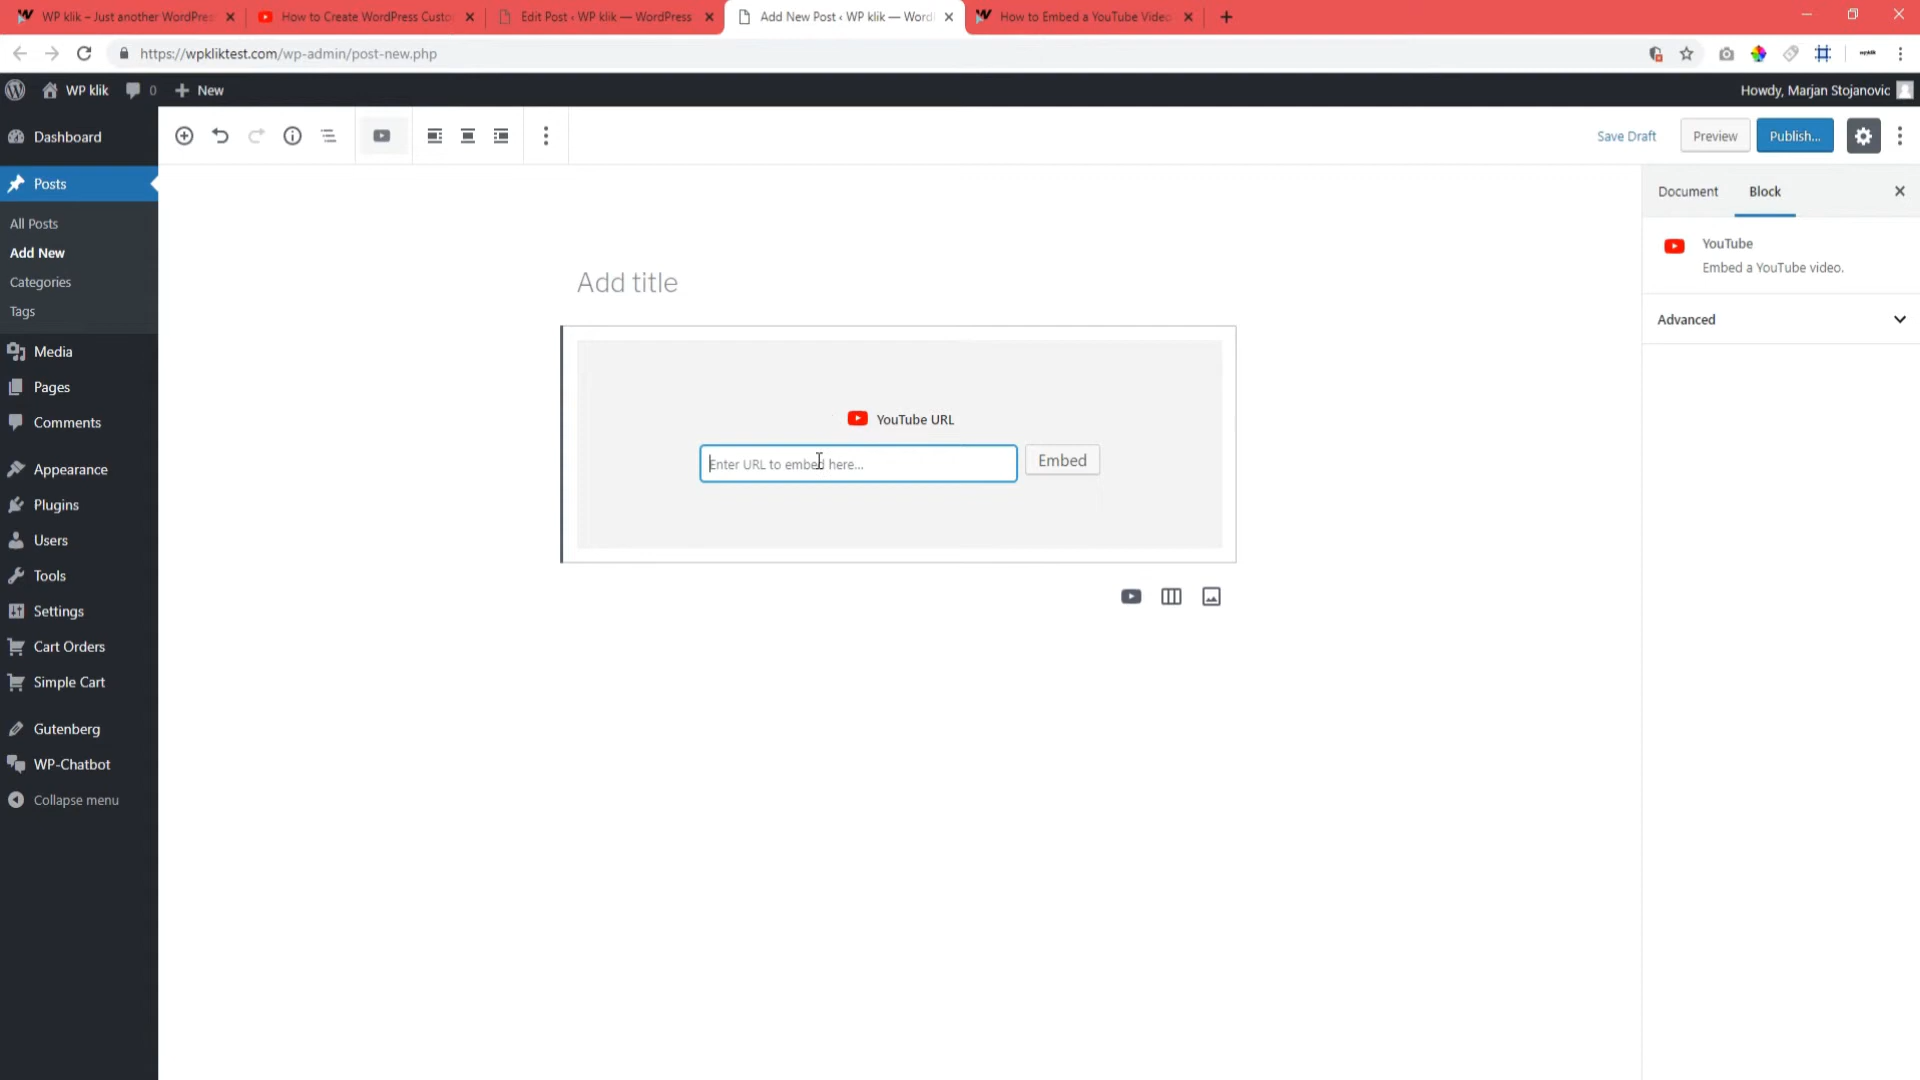 WP klik – Just another WordPres
How to Create WordPress Custo
Edit Post ‹ WP klik — WordPress
Add New Post ‹ WP klik — Word
How to Embed a YouTube Video
https://wpkliktest.com/wp-admin/post-new.php
WP klik
0
New
Howdy, Marjan Stojanovic
Dashboard
Posts
All Posts
Add New
Categories
Tags
Media
Pages
Comments
Appearance
Plugins
Users
Tools
Settings
Cart Orders
Simple Cart
Gutenberg
WP-Chatbot
Collapse menu
Save Draft
Preview
Publish...
Add title
YouTube URL
Enter URL to embed here...
Embed
Document
Block
YouTube
Embed a YouTube video.
Advanced